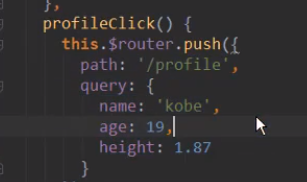 },
profileClick() {
this.$router.push({
path: '/profile',
query: {
name: 'kobe',
age: 19,
height: 1.87
}